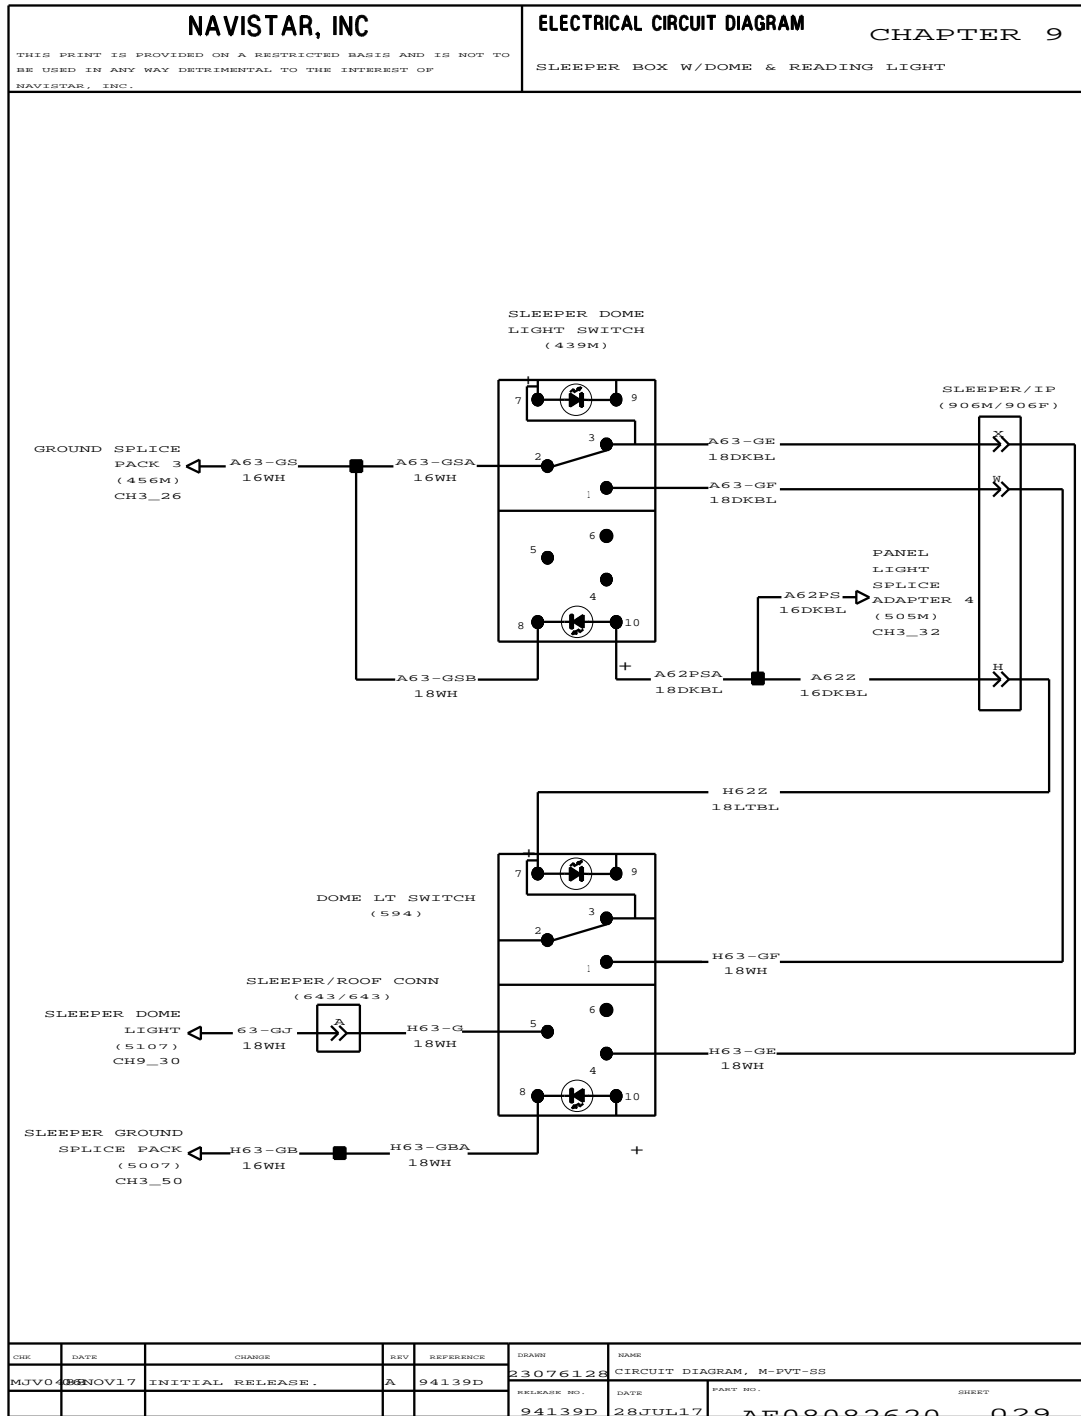 NAVISTAR, INC
THIS PRINT IS PROVIDED ON A RESTRICTED BASIS AND IS NOT TO
BE USED IN ANY WAY DETRIMENTAL TO THE INTEREST OF
NAVISTAR, INC.
ELECTRICAL CIRCUIT DIAGRAM
CHAPTER 9
SLEEPER BOX W/DOME & READING LIGHT
SLEEPER DOME
LIGHT SWITCH
(439M)
SLEEPER/IP
(906M/906F)
GROUND SPLICE
PACK 3
(456M)
CH3_26
A63-GS
16WH
A63-GSA
16WH
+
7
9
3
2
1
6
5
4
8
10
+
A63-GE
18DKBL
A63-GF
18DKBL
X
W
H
PANEL
LIGHT
SPLICE
ADAPTER 4
(505M)
CH3_32
A62PS
16DKBL
A63-GSB
18WH
A62PSA
18DKBL
A62Z
16DKBL
H62Z
18LTBL
DOME LT SWITCH
(594)
+
7
9
3
2
1
6
5
4
8
10
+
H63-GF
18WH
SLEEPER/ROOF CONN
(643/643)
A
SLEEPER DOME
LIGHT
(5107)
CH9_30
63-GJ
18WH
H63-G
18WH
H63-GE
18WH
SLEEPER GROUND
SPLICE PACK
(5007)
CH3_50
H63-GB
16WH
H63-GBA
18WH
CHK DATE CHANGE REV REFERENCE
INITIAL RELEASE. A 94139D
DRAWN
23076128
NAME
CIRCUIT DIAGRAM, M-PVT-SS
RELEASE NO.
94139D
DATE
28JUL17
PART NO.
AF08082620
SHEET
029